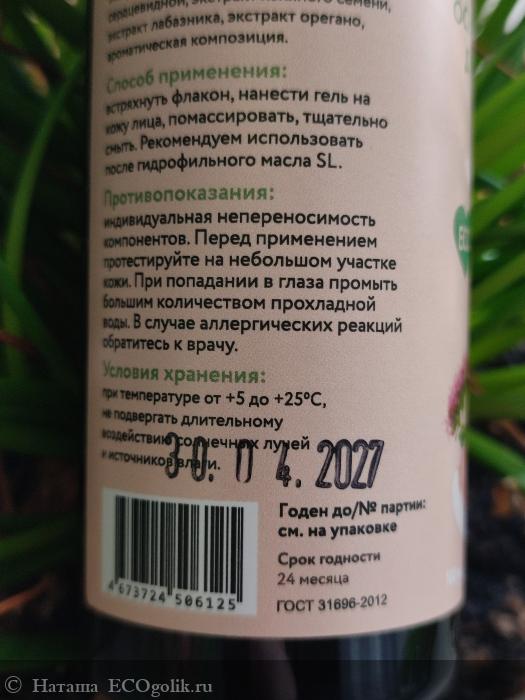 экстракт лабазника, экстракт орегано,
ароматическая композиция.
Способ применения:
встряхнуть флакон, нанести гель на
кожу лица, помассировать, тщательно
смыть. Рекомендуем использовать
после гидрофильного масла SL.
Противопоказания:
индивидуальная непереносимость
компонентов. Перед применением
протестируйте на небольшом участке
кожи. При попадании в глаза промыть
большим количеством прохладной
воды. В случае аллергических реакций
обратитесь к врачу.
Условия хранения:
при температуре от +5 до +25°С,
не подвергать длительному
воздействию солнечных лучей
и источников влаги.
30. 04. 2027
Годен до/№ партии:
см. на упаковке
Срок годности
24 месяца
ГОСТ 31696-2012
4 673724 506125
© Наташа ECOgolik.ru